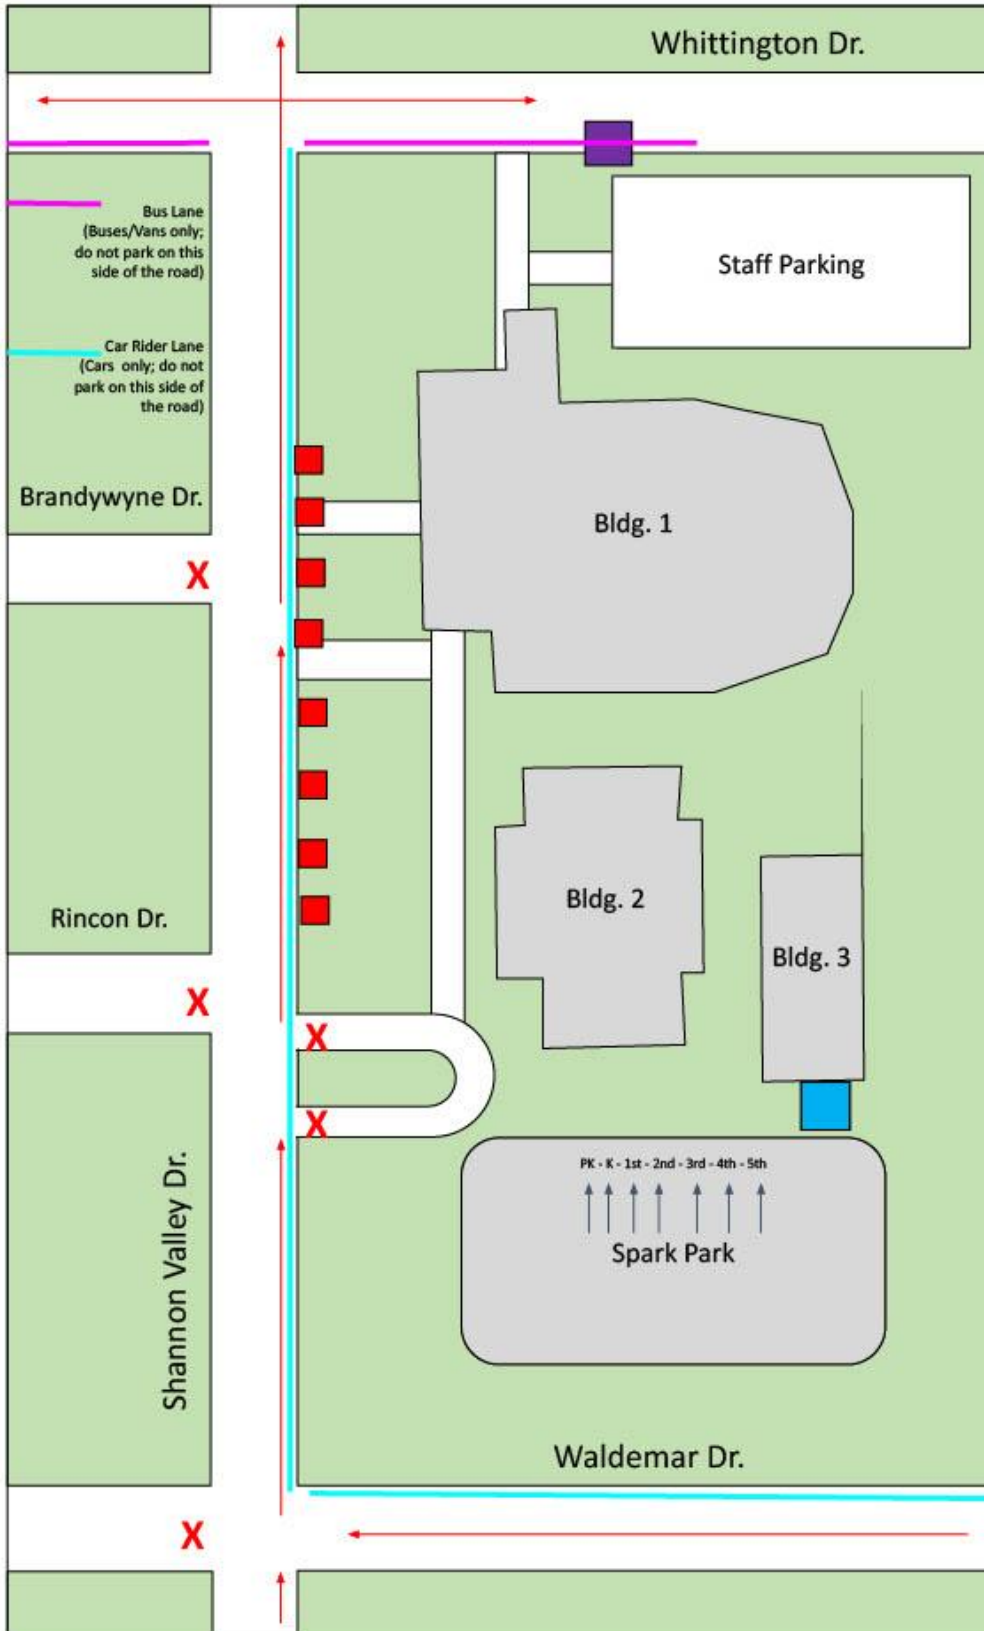 Whittington Dr.
Bus Lane
(Buses/Vans only;
do not park on this
side of the road)
Staff Parking
Car Rider Lane
(Cars only; do not
park on this side of
the road)
Brandywyne Dr.
Bldg. 1
X
Bldg. 2
Rincon Dr.
Bldg. 3
X
X
X
PK - K - 1st - 2nd - 3rd - 4th - 5th
Spark Park
Shannon Valley Dr.
Waldemar Dr.
X